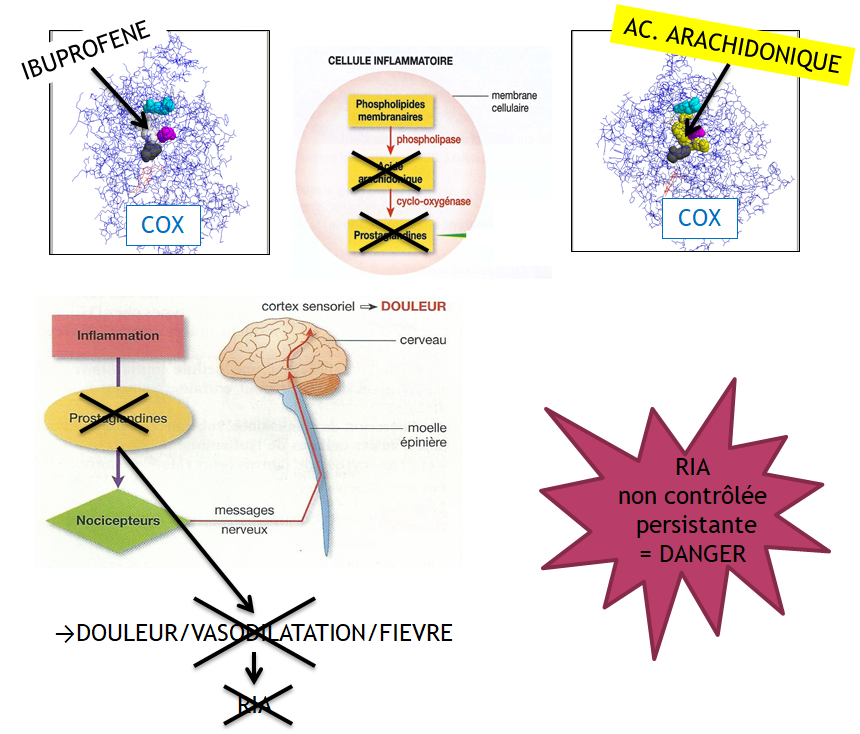 IBUPROFENE
COX
CELLULE INFLAMMATOIRE
membrane
cellulaire
Phospholipides
membranaires
phospholipase
Acide
arachidonique
cyclo-oxygénase
Prostaglandines
AC. ARACHIDONIQUE
COX
cortex sensoriel ⇒ DOULEUR
cerveau
Inflammation
Prostaglandines
moelle
épinière
Nocicepteurs
messages
nerveux
→DOULEUR/VASODILATATION/FIEVRE
RIA
RIA
non contrôlée
persistante
= DANGER